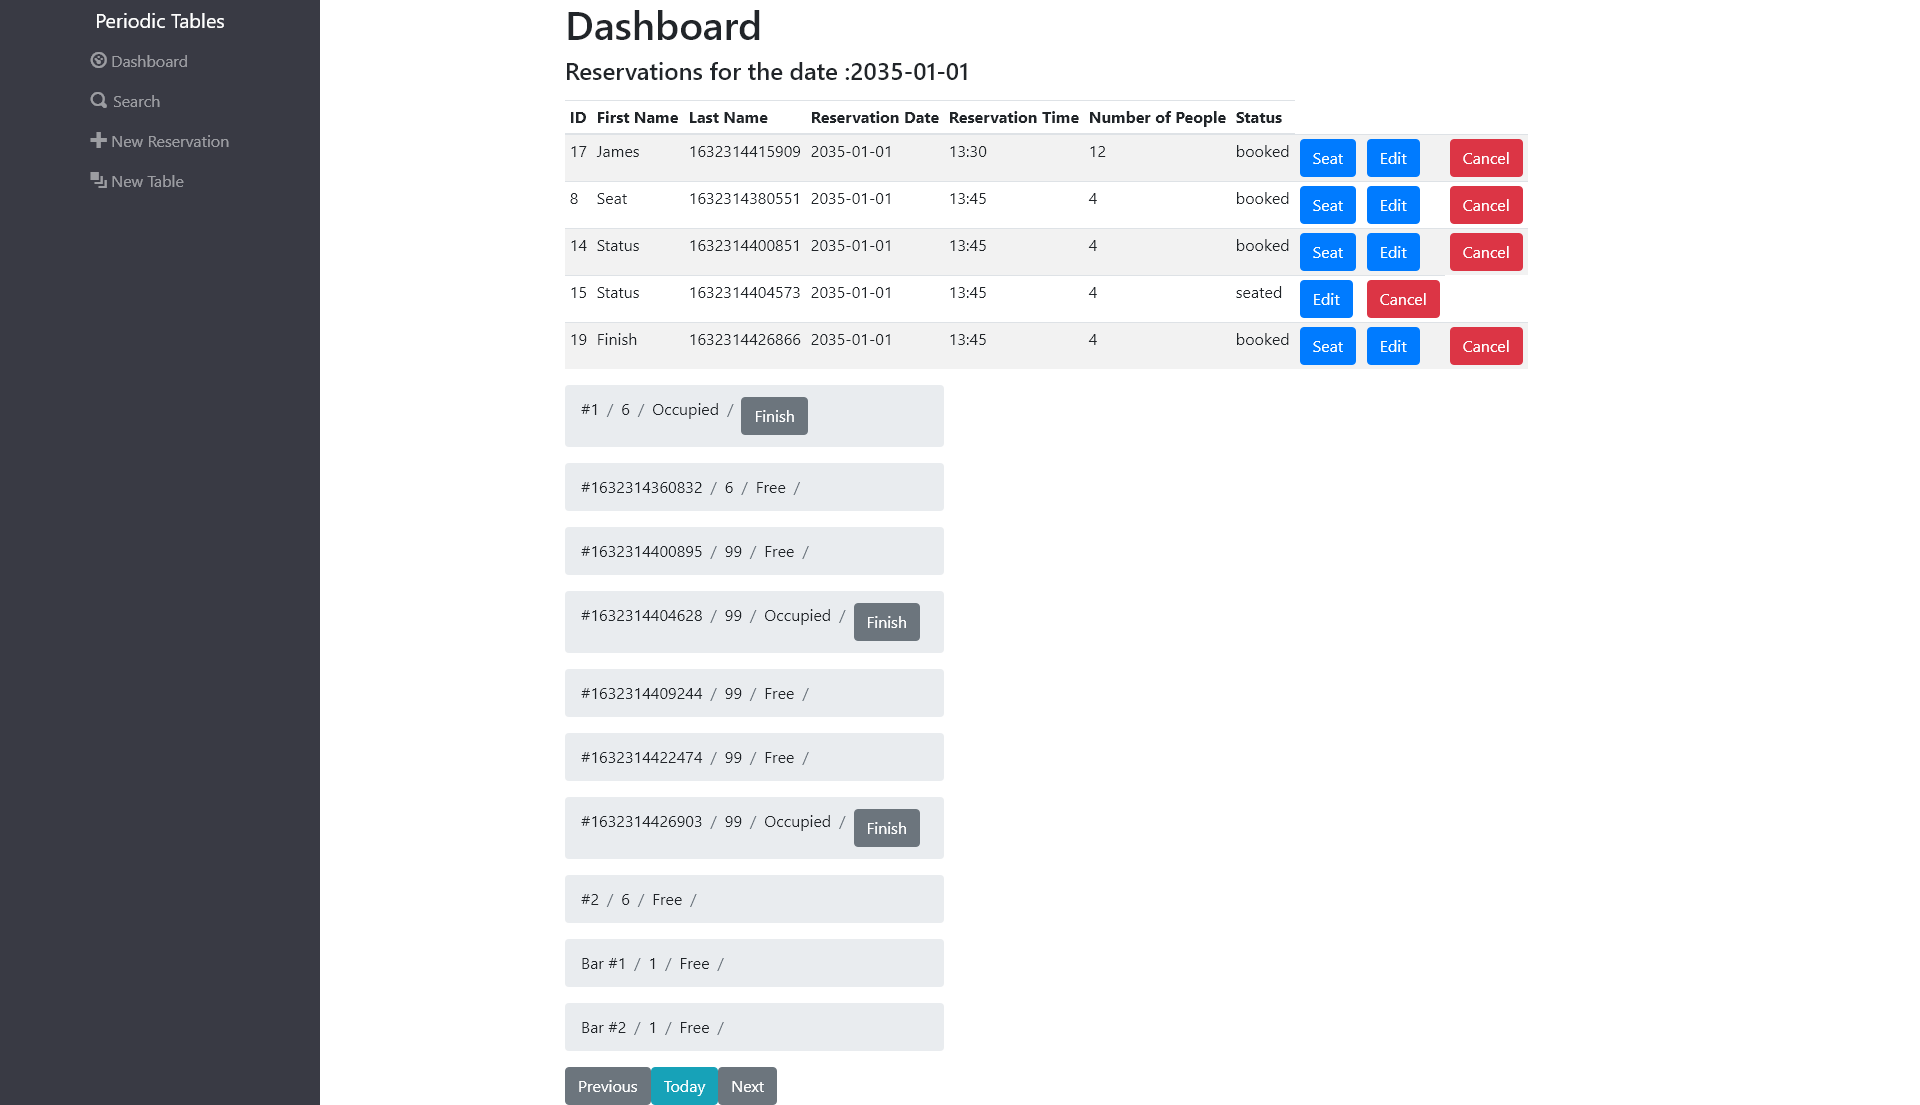 Periodic Tables
Dashboard
Search
New Reservation
New Table
Dashboard
Reservations for the date :2035-01-01
ID First Name Last Name Reservation Date Reservation Time Number of People Status
17 James 1632314415909 2035-01-01 13:30 12 booked Seat Edit Cancel
8 Seat 1632314380551 2035-01-01 13:45 4 booked Seat Edit Cancel
14 Status 1632314400851 2035-01-01 13:45 4 booked Seat Edit Cancel
15 Status 1632314404573 2035-01-01 13:45 4 seated Edit Cancel
19 Finish 1632314426866 2035-01-01 13:45 4 booked Seat Edit Cancel
#1 / 6 / Occupied / Finish
#1632314360832 / 6 / Free /
#1632314400895 / 99 / Free /
#1632314404628 / 99 / Occupied / Finish
#1632314409244 / 99 / Free /
#1632314422474 / 99 / Free /
#1632314426903 / 99 / Occupied / Finish
#2 / 6 / Free /
Bar #1 / 1 / Free /
Bar #2 / 1 / Free /
Previous Today Next